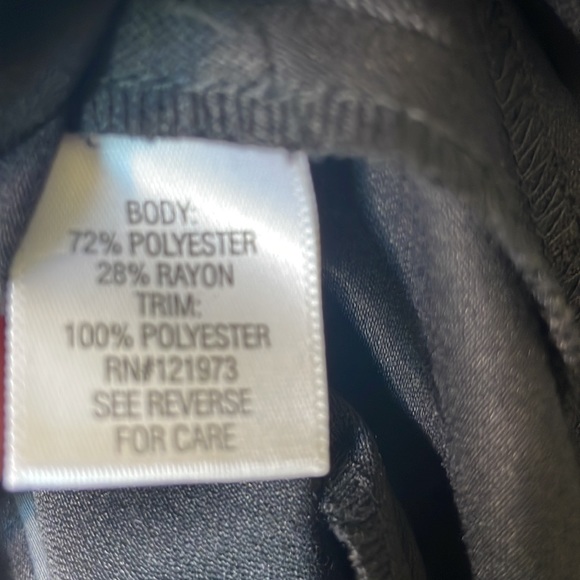 BODY:
72% POLYESTER
28% RAYON
TRIM:
100% POLYESTER
RN#121973
SEE REVERSE
FOR CARE